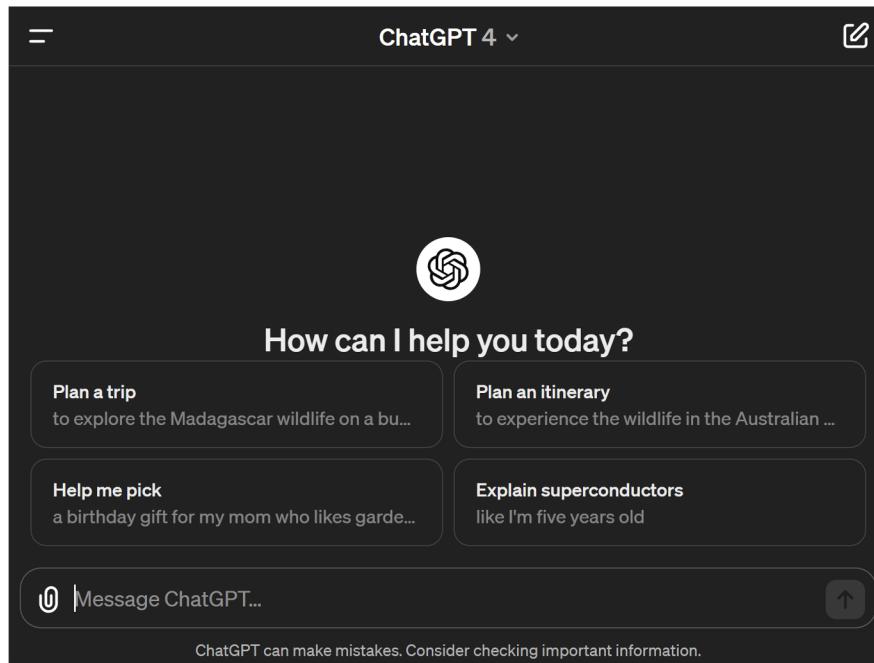 ChatGPT 4
How can I help you today?
Plan a trip
to explore the Madagascar wildlife on a bu...
Plan an itinerary
to experience the wildlife in the Australian ...
Help me pick
a birthday gift for my mom who likes garde...
Explain superconductors
like I'm five years old
Message ChatGPT...
ChatGPT can make mistakes. Consider checking important information.